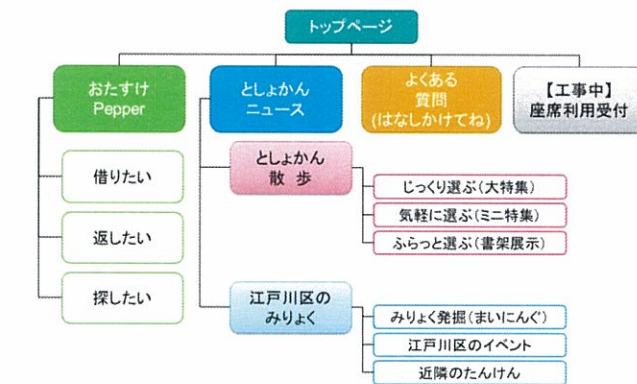 トップページ
おたすけ
Pepper
としょかん
ニュース
よくある
質問
(はなしかけてね)
【工事中】
座席利用受付
借りたい
返したい
探したい
としょかん
散 歩
じっくり選ぶ(大特集)
気軽に選ぶ(ミニ特集)
ふらっと選ぶ(書架展示)
江戸川区の
みりょく
みりょく発掘(まいにんぐ)
江戸川区のイベント
近隣のたんけん